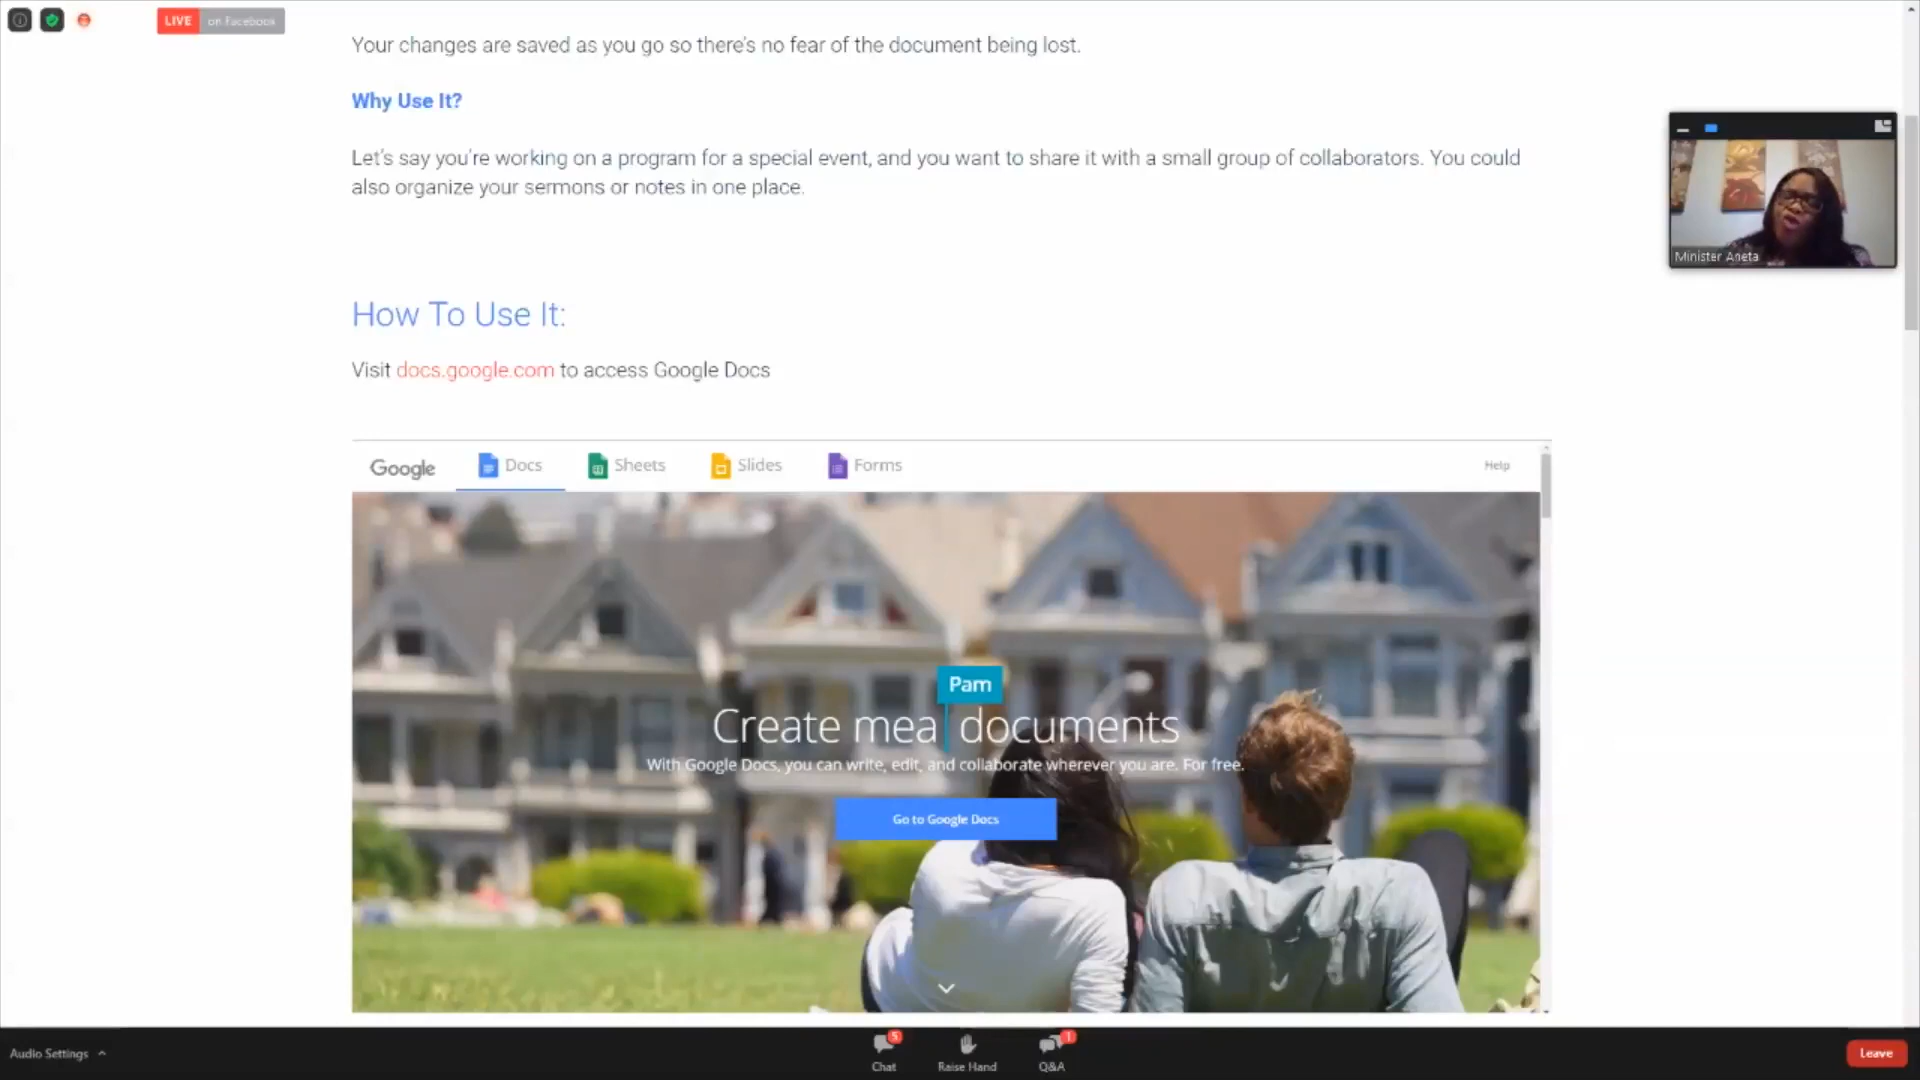 LIVE on Facebook
Your changes are saved as you go so there's no fear of the document being lost.
Why Use It?
Let's say you're working on a program for a special event, and you want to share it with a small group of collaborators. You could
also organize your sermons or notes in one place.
Minister Aneta
How To Use It:
Visit docs.google.com to access Google Docs
Google Docs Sheets Slides Forms Help
Pam
Create mea documents
With Google Docs, you can write, edit, and collaborate wherever you are. For free.
Go to Google Docs
5 1
Audio Settings Chat Raise Hand Q&A Leave